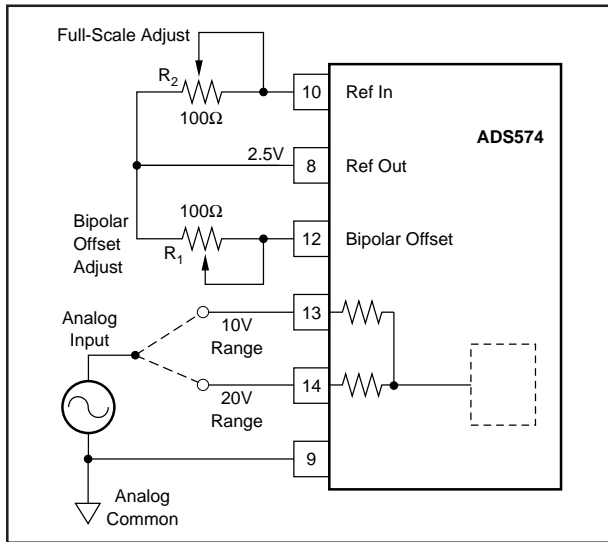 Full-Scale Adjust
R2
100Ω
10
Ref In
ADS574
2.5V
8
Ref Out
100Ω
Bipolar
Offset
Adjust
R1
12
Bipolar Offset
Analog
Input
10V
Range
13
20V
Range
14
9
Analog
Common